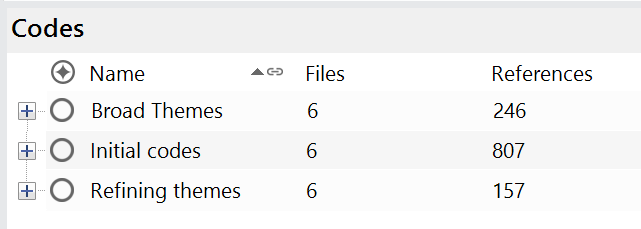 Codes
Name Files References
Broad Themes 6 246
Initial codes 6 807
Refining themes 6 157